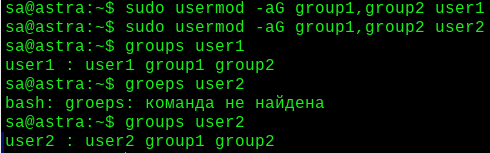 sa@astra:~$ sudo usermod -aG group1,group2 user1
sa@astra:~$ sudo usermod -aG group1,group2 user2
sa@astra:~$ groups user1
user1 : user1 group1 group2
sa@astra:~$ groeps user2
bash: groeps: команда не найдена
sa@astra:~$ groups user2
user2 : user2 group1 group2